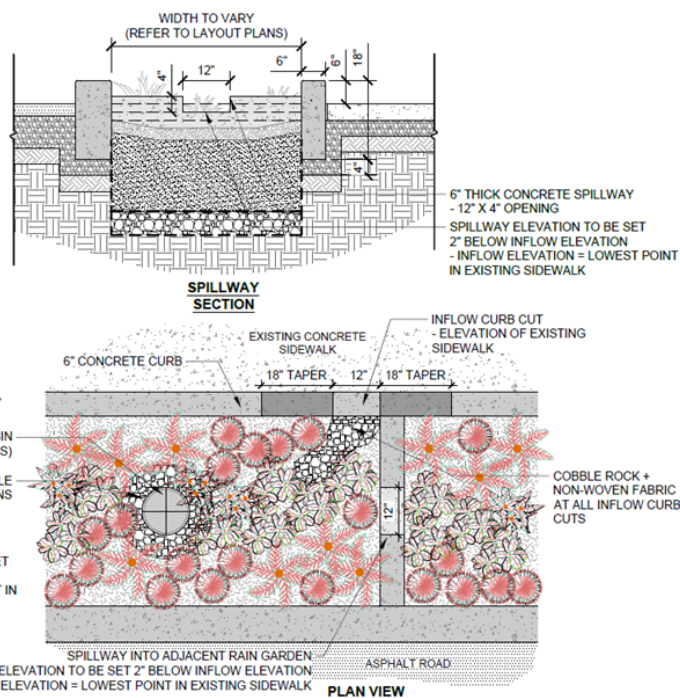 WIDTH TO VARY
(REFER TO LAYOUT PLANS)
12"
6"
6"
18"
4"
4"
6" THICK CONCRETE SPILLWAY
- 12" X 4" OPENING
SPILLWAY ELEVATION TO BE SET
2" BELOW INFLOW ELEVATION
- INFLOW ELEVATION = LOWEST POINT
IN EXISTING SIDEWALK
SPILLWAY
SECTION
INFLOW CURB CUT
- ELEVATION OF EXISTING
SIDEWALK
EXISTING CONCRETE
SIDEWALK
6" CONCRETE CURB
18" TAPER
12"
18" TAPER
COBBLE ROCK +
NON-WOVEN FABRIC
AT ALL INFLOW CURB
CUTS
12"
IN
SPILLWAY INTO ADJACENT RAIN GARDEN
ELEVATION TO BE SET 2" BELOW INFLOW ELEVATION
ELEVATION = LOWEST POINT IN EXISTING SIDEWALK
ASPHALT ROAD
PLAN VIEW